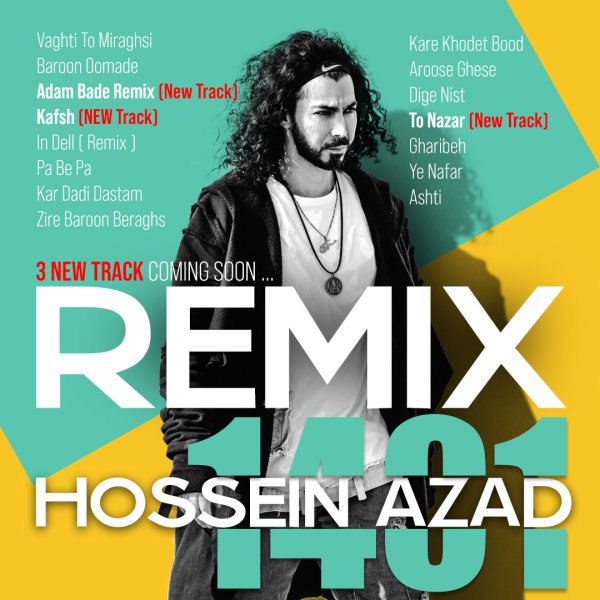 Vaghti To Miraghsi
Baroon Oomade
Adam Bade Remix (New Track)
Kafsh (NEW Track)
In Dell ( Remix )
Pa Be Pa
Kar Dadi Dastam
Zire Baroon Beraghs
Kare Khodet Bood
Aroose Ghese
Dige Nist
To Nazar (New Track)
Gharibeh
Ye Nafar
Ashti
3 NEW TRACK COMING SOON ...
REMIX
1401
HOSSEIN AZAD